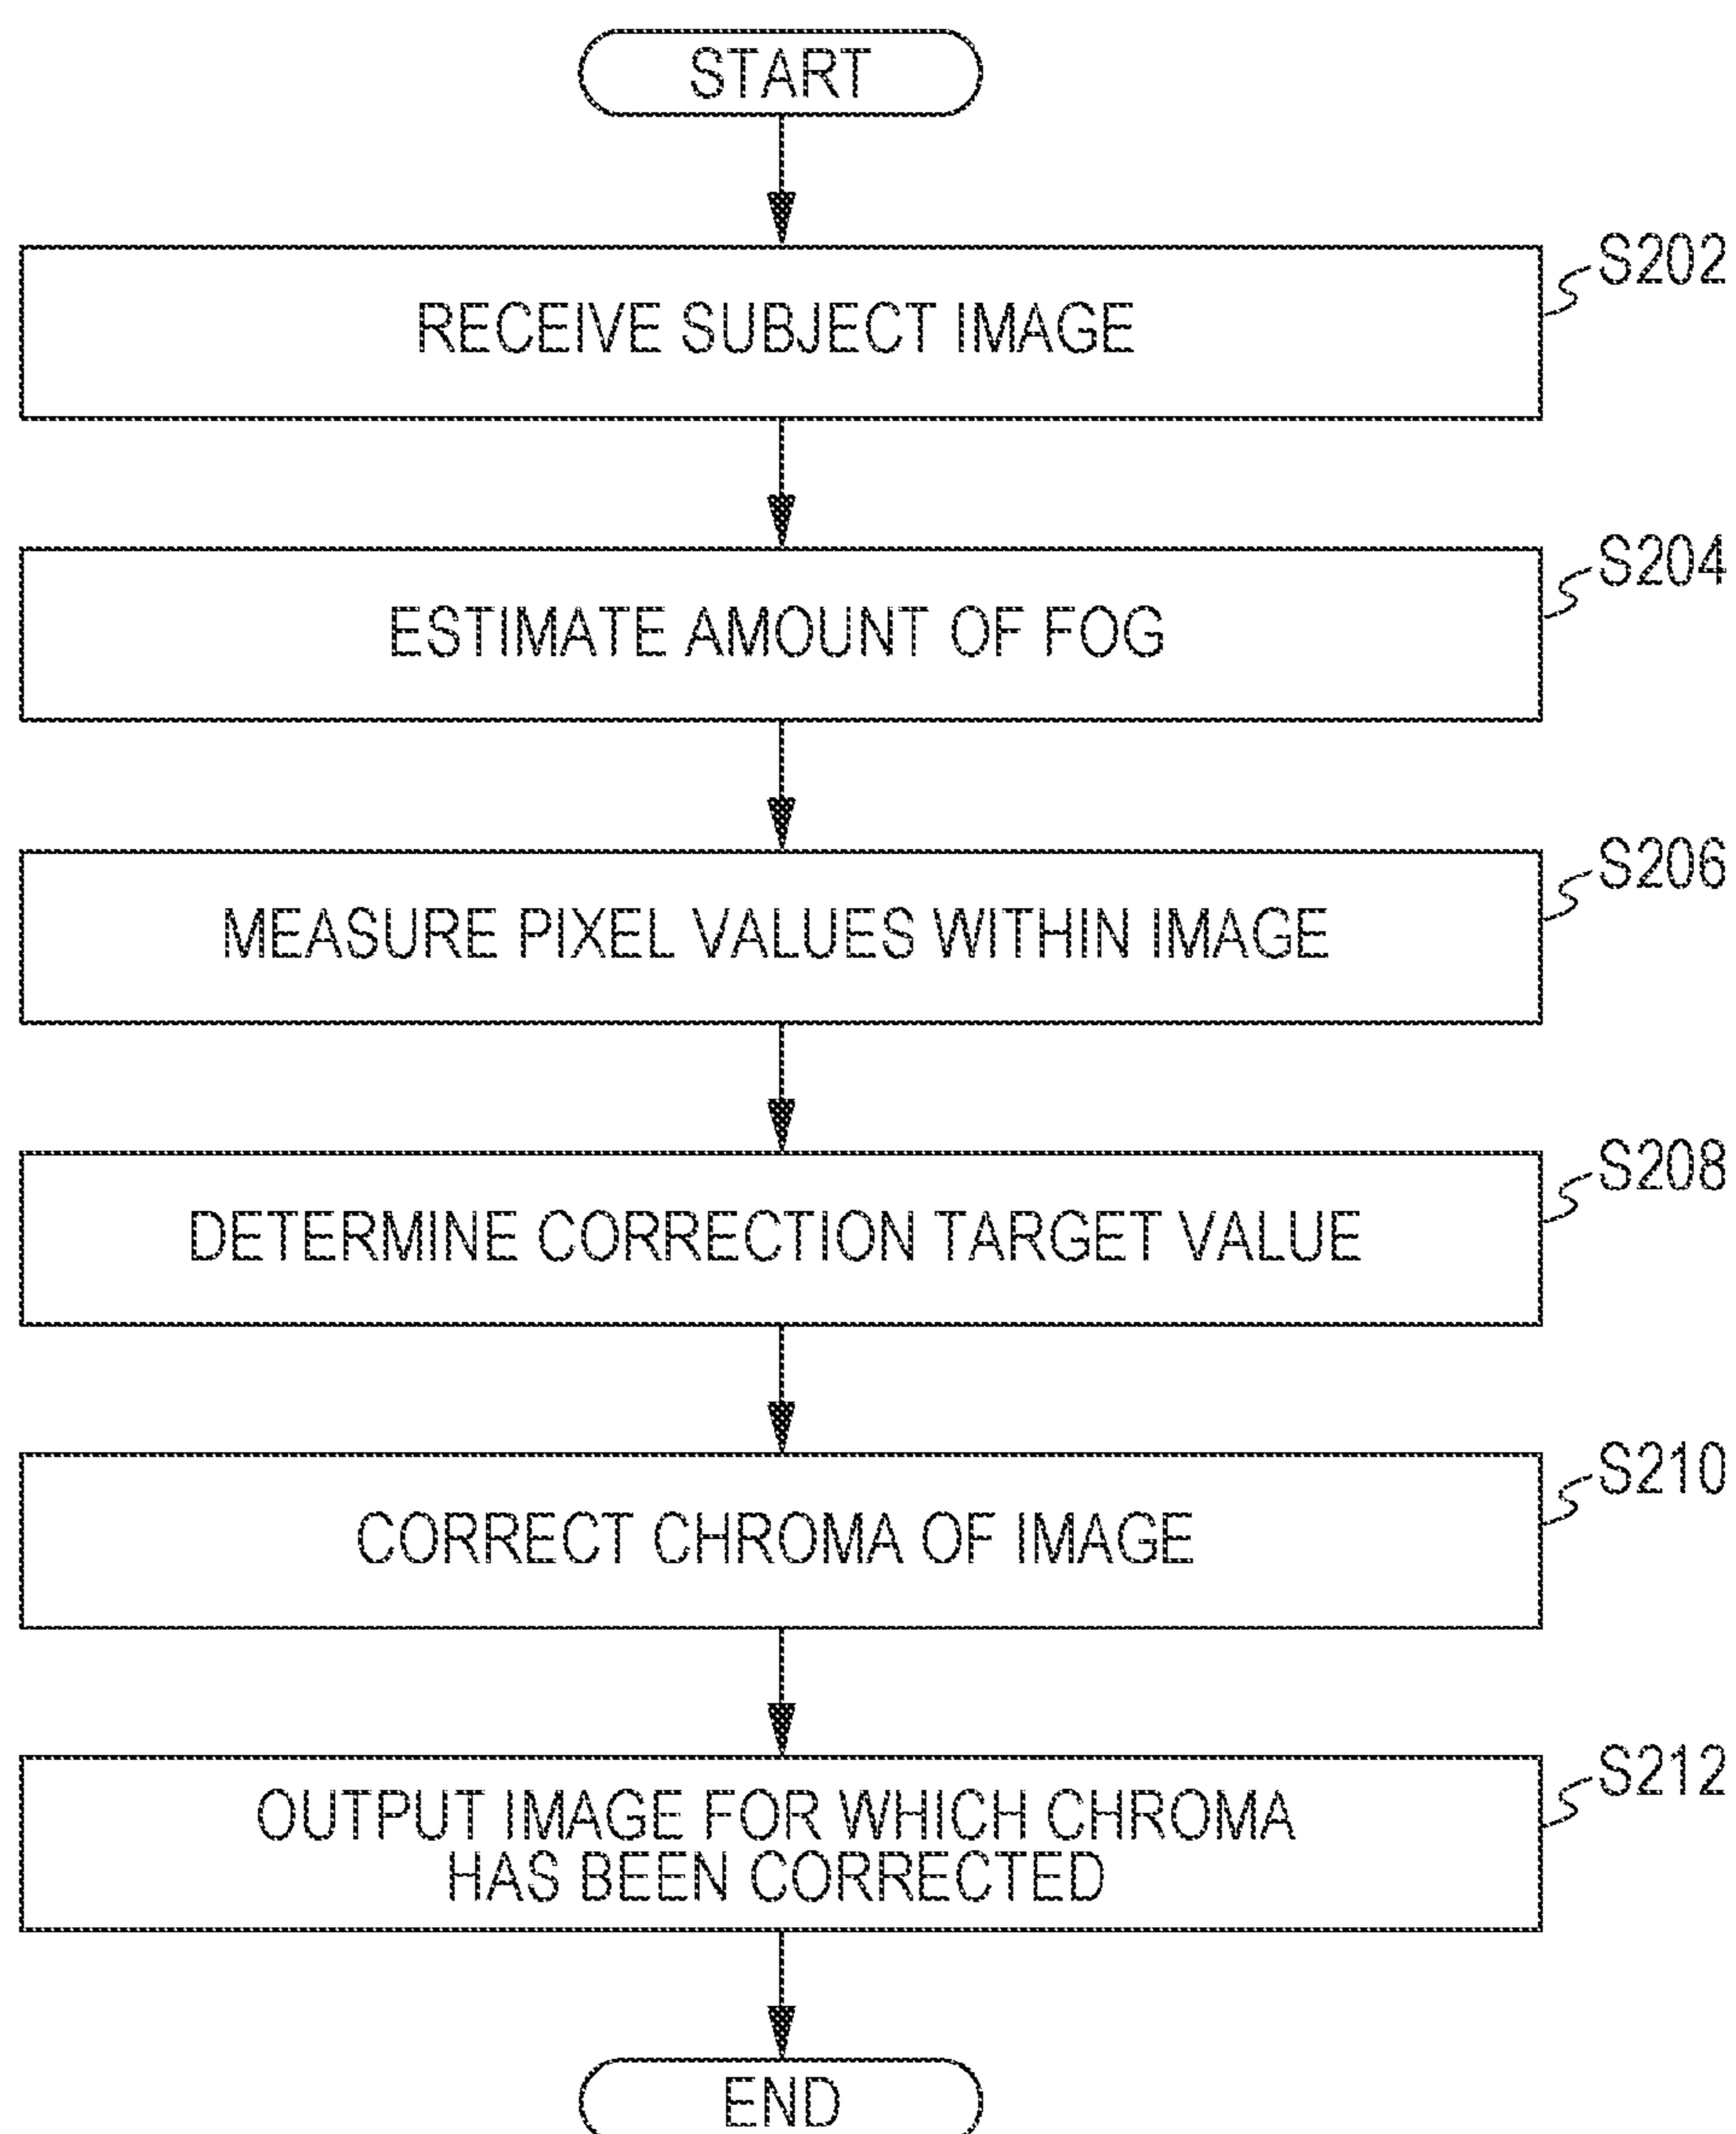 START
S202
RECEIVE SUBJECT IMAGE
S204
ESTIMATE AMOUNT OF FOG
S206
MEASURE PIXEL VALUES WITHIN IMAGE
S208
DETERMINE CORRECTION TARGET VALUE
S210
CORRECT CHROMA OF IMAGE
S212
OUTPUT IMAGE FOR WHICH CHROMA
HAS BEEN CORRECTED
END